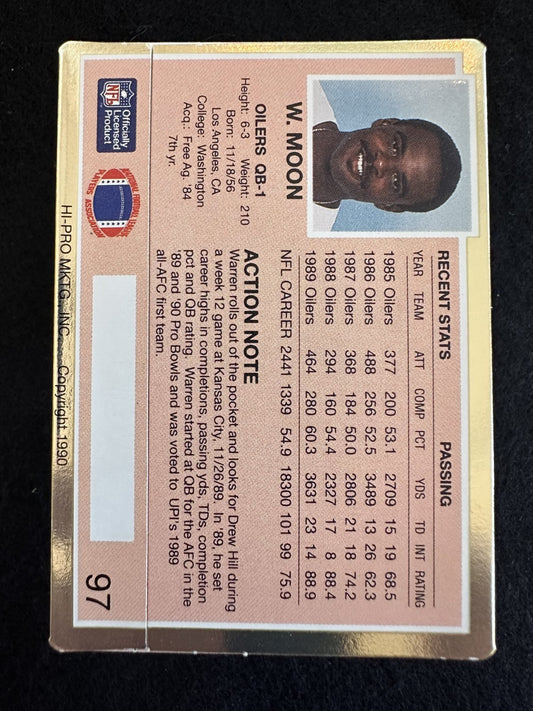 W. MOON
OILERS QB-1
Height: 6-3 Weight: 210
Born: 11/18/56
Los Angeles, CA
College: Washington
Acq.: Free Ag. '84
7th yr.
RECENT STATS PASSING
YEAR TEAM ATT COMP PCT YDS TD INT RATING
1985 Oilers 377 200 53.1 2709 15 19 68.5
1986 Oilers 488 256 52.5 3489 13 26 62.3
1987 Oilers 368 184 50.0 2806 21 18 74.2
1988 Oilers 294 160 54.4 2327 17 8 88.4
1989 Oilers 464 280 60.3 3631 23 14 88.9
NFL CAREER 2441 1339 54.9 18300 101 99 75.9
ACTION NOTE
Warren rolls out of the pocket and looks for Drew Hill during
a week 12 game at Kansas City, 11/26/89. In '89, he set
career highs in completions, passing yds, TDs, completion
pct and QB rating. Warren started at QB for the AFC in the
'89 and '90 Pro Bowls and was voted to UPI's 1989
all-AFC first team.
NFL
Officially
Licensed
Product
NATIONAL FOOTBALL LEAGUE
PLAYERS ASSOCIATION
97
HI-PRO MKTG., INC. Copyright 1990